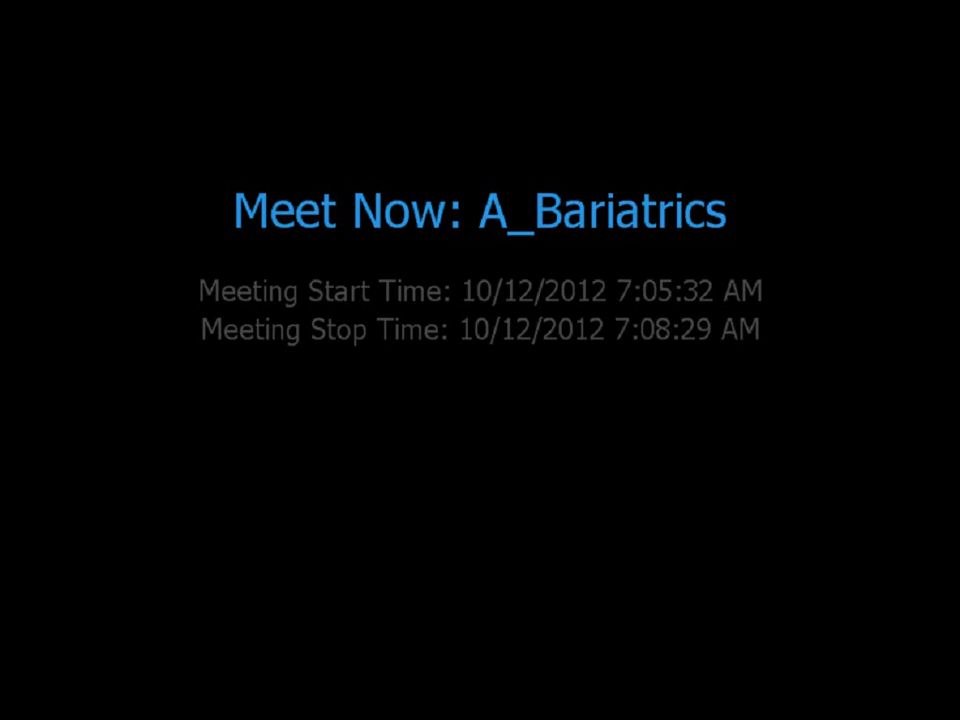 Meet Now: A_Bariatrics
Meeting Start Time: 10/12/2012 7:05:32 AM
Meeting Stop Time: 10/12/2012 7:08:29 AM